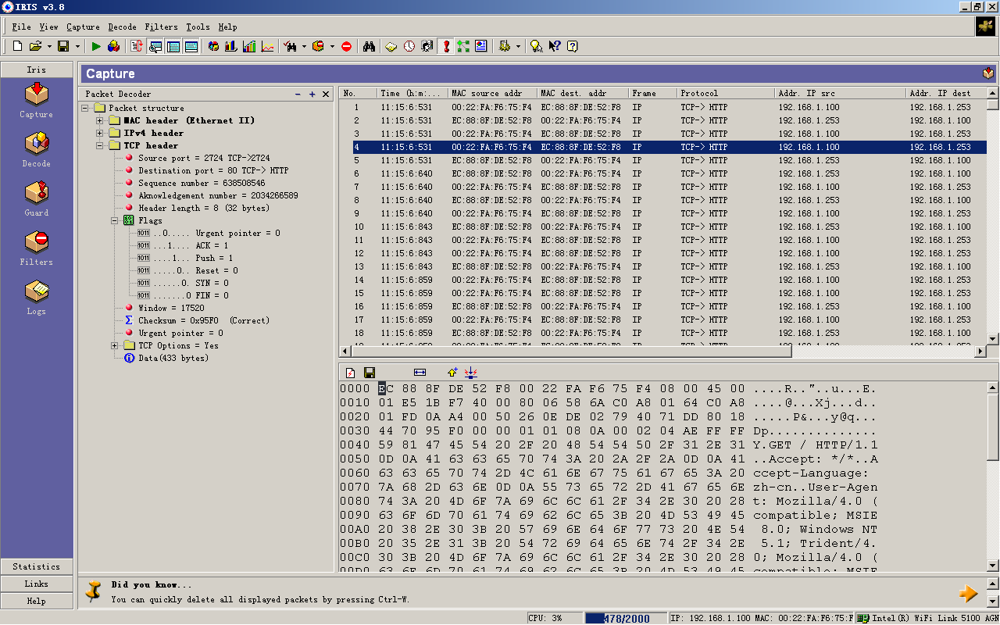 IRIS v3.8
File View Capture Decode Filters Tools Help
Iris
Capture
Decode
Guard
Filters
Logs
Statistics
Links
Help
Capture
Packet Decoder
Packet structure
MAC header (Ethernet II)
IPv4 header
TCP header
Source port = 2724 TCP->2724
Destination port = 80 TCP-> HTTP
Sequence number = 638508546
Aknowledgement number = 2034266589
Header length = 8 (32 bytes)
Flags
1011 ..0..... Urgent pointer = 0
1011 ...1.... ACK = 1
1011 ....1... Push = 1
1011 .....0.. Reset = 0
1011 ......0. SYN = 0
1011 .......0 FIN = 0
Window = 17520
Σ Checksum = 0x95F0 (Correct)
Urgent pointer = 0
TCP Options = Yes
Data(433 bytes)
No. Time (h:m:... MAC source addr MAC dest. addr Frame Protocol Addr. IP src Addr. IP dest
1 11:15:6:531 00:22:FA:F6:75:F4 EC:88:8F:DE:52:F8 IP TCP-> HTTP 192.168.1.100 192.168.1.253
2 11:15:6:531 EC:88:8F:DE:52:F8 00:22:FA:F6:75:F4 IP TCP-> HTTP 192.168.1.253 192.168.1.100
3 11:15:6:531 00:22:FA:F6:75:F4 EC:88:8F:DE:52:F8 IP TCP-> HTTP 192.168.1.100 192.168.1.253
4 11:15:6:531 00:22:FA:F6:75:F4 EC:88:8F:DE:52:F8 IP TCP-> HTTP 192.168.1.100 192.168.1.253
5 11:15:6:531 EC:88:8F:DE:52:F8 00:22:FA:F6:75:F4 IP TCP-> HTTP 192.168.1.253 192.168.1.100
6 11:15:6:640 EC:88:8F:DE:52:F8 00:22:FA:F6:75:F4 IP TCP-> HTTP 192.168.1.253 192.168.1.100
7 11:15:6:640 00:22:FA:F6:75:F4 EC:88:8F:DE:52:F8 IP TCP-> HTTP 192.168.1.100 192.168.1.253
8 11:15:6:640 EC:88:8F:DE:52:F8 00:22:FA:F6:75:F4 IP TCP-> HTTP 192.168.1.253 192.168.1.100
9 11:15:6:640 00:22:FA:F6:75:F4 EC:88:8F:DE:52:F8 IP TCP-> HTTP 192.168.1.100 192.168.1.253
10 11:15:6:843 EC:88:8F:DE:52:F8 00:22:FA:F6:75:F4 IP TCP-> HTTP 192.168.1.253 192.168.1.100
11 11:15:6:843 00:22:FA:F6:75:F4 EC:88:8F:DE:52:F8 IP TCP-> HTTP 192.168.1.100 192.168.1.253
12 11:15:6:843 00:22:FA:F6:75:F4 EC:88:8F:DE:52:F8 IP TCP-> HTTP 192.168.1.100 192.168.1.253
13 11:15:6:843 EC:88:8F:DE:52:F8 00:22:FA:F6:75:F4 IP TCP-> HTTP 192.168.1.253 192.168.1.100
14 11:15:6:859 00:22:FA:F6:75:F4 EC:88:8F:DE:52:F8 IP TCP-> HTTP 192.168.1.100 192.168.1.253
15 11:15:6:859 00:22:FA:F6:75:F4 EC:88:8F:DE:52:F8 IP TCP-> HTTP 192.168.1.100 192.168.1.253
16 11:15:6:859 EC:88:8F:DE:52:F8 00:22:FA:F6:75:F4 IP TCP-> HTTP 192.168.1.253 192.168.1.100
17 11:15:6:859 00:22:FA:F6:75:F4 EC:88:8F:DE:52:F8 IP TCP-> HTTP 192.168.1.100 192.168.1.253
18 11:15:6:859 00:22:FA:F6:75:F4 EC:88:8F:DE:52:F8 IP TCP-> HTTP 192.168.1.100 192.168.1.253
0000 EC 88 8F DE 52 F8 00 22 FA F6 75 F4 08 00 45 00 ....R.."..u...E.
0010 01 E5 1B F7 40 00 80 06 58 6A C0 A8 01 64 C0 A8 ....@...Xj...d..
0020 01 FD 0A A4 00 50 26 0E DE 02 79 40 71 DD 80 18 .....P&...y@q...
0030 44 70 95 F0 00 00 01 01 08 0A 00 02 04 AE FF FF Dp..............
0040 59 81 47 45 54 20 2F 20 48 54 54 50 2F 31 2E 31 Y.GET / HTTP/1.1
0050 0D 0A 41 63 63 65 70 74 3A 20 2A 2F 2A 0D 0A 41 ..Accept: */*..A
0060 63 63 65 70 74 2D 4C 61 6E 67 75 61 67 65 3A 20 ccept-Language:
0070 7A 68 2D 63 6E 0D 0A 55 73 65 72 2D 41 67 65 6E zh-cn..User-Agen
0080 74 3A 20 4D 6F 7A 69 6C 6C 61 2F 34 2E 30 20 28 t: Mozilla/4.0 (
0090 63 6F 6D 70 61 74 69 62 6C 65 3B 20 4D 53 49 45 compatible; MSIE
00A0 20 38 2E 30 3B 20 57 69 6E 64 6F 77 73 20 4E 54 8.0; Windows NT
00B0 20 35 2E 31 3B 20 54 72 69 64 65 6E 74 2F 34 2E 5.1; Trident/4.
00C0 30 3B 20 4D 6F 7A 69 6C 6C 61 2F 34 2E 30 20 28 0; Mozilla/4.0 (
00D0 63 6F 6D 70 61 74 69 62 6C 65 3B 20 4D 53 49 45 compatible; MSIE
Did you know...
You can quickly delete all displayed packets by pressing Ctrl-W.
CPU: 3% 478/2000 IP: 192.168.1.100 MAC: 00:22:FA:F6:75:F Intel(R) WiFi Link 5100 AGN